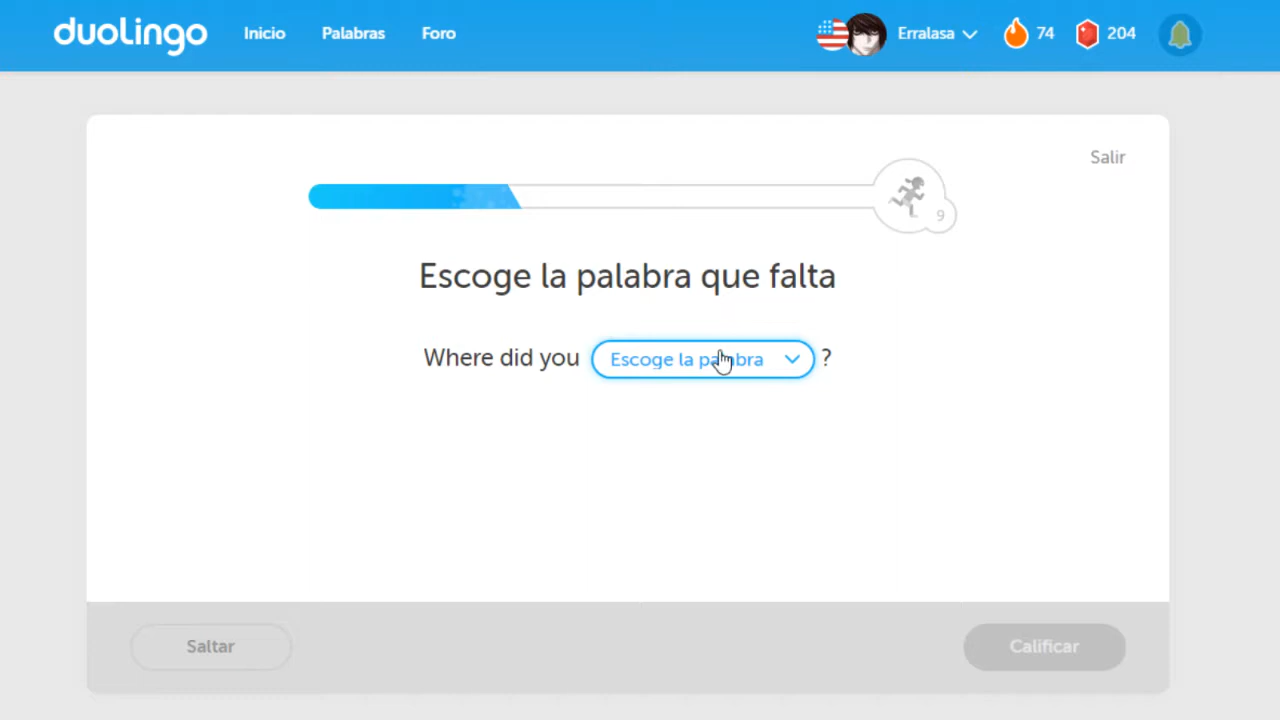 duolingo Inicio Palabras Foro Erralasa 74 204
Salir
9
Escoge la palabra que falta
Where did you Escoge la palabra ?
Saltar Calificar